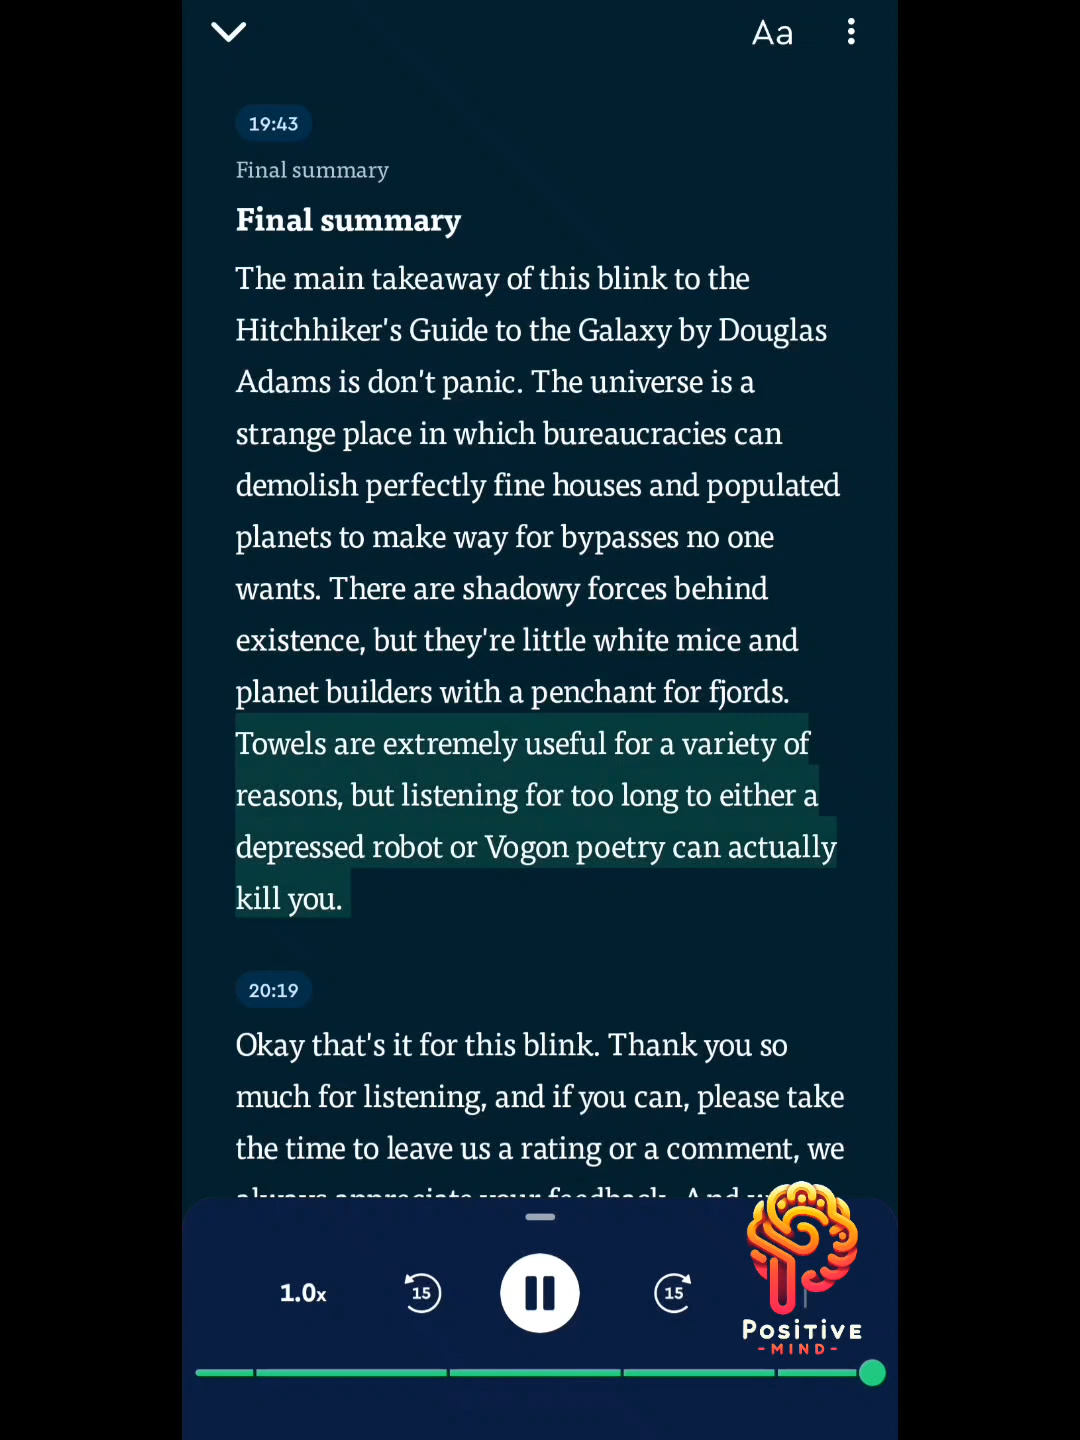 Aa
19:43
Final summary
Final summary
The main takeaway of this blink to the
Hitchhiker's Guide to the Galaxy by Douglas
Adams is don't panic. The universe is a
strange place in which bureaucracies can
demolish perfectly fine houses and populated
planets to make way for bypasses no one
wants. There are shadowy forces behind
existence, but they're little white mice and
planet builders with a penchant for fjords.
Towels are extremely useful for a variety of
reasons, but listening for too long to either a
depressed robot or Vogon poetry can actually
kill you.
20:19
Okay that's it for this blink. Thank you so
much for listening, and if you can, please take
the time to leave us a rating or a comment, we
always appreciate your feedback. And
1.0x
15
15
POSITIVE
-MIND-